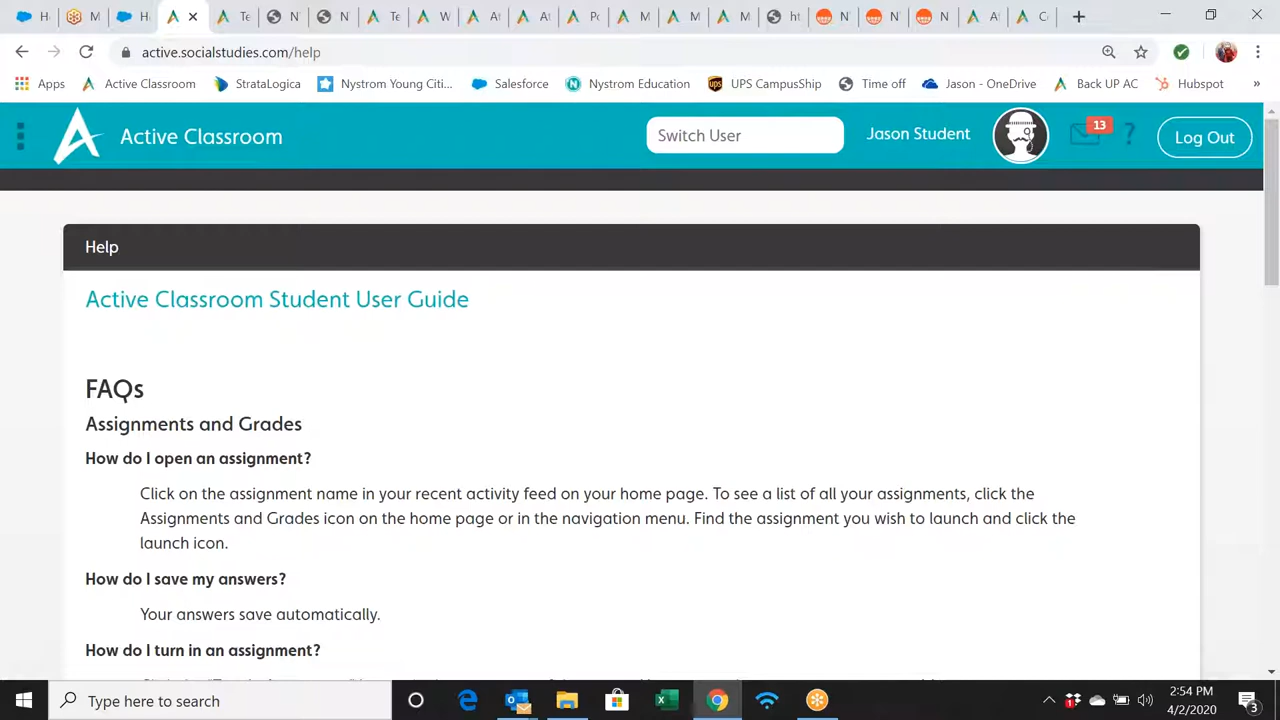 H
H
Te
N
N
Te
W
A
At
Po
M
M
M
ht
N
N
N
A
C
active.socialstudies.com/help
Apps Active Classroom StrataLogica Nystrom Young Citi... Salesforce Nystrom Education UPS CampusShip Time off Jason - OneDrive Back UP AC Hubspot »
Active Classroom Switch User Jason Student 13 ? Log Out
Help
Active Classroom Student User Guide
FAQs
Assignments and Grades
How do I open an assignment?
Click on the assignment name in your recent activity feed on your home page. To see a list of all your assignments, click the
Assignments and Grades icon on the home page or in the navigation menu. Find the assignment you wish to launch and click the
launch icon.
How do I save my answers?
Your answers save automatically.
How do I turn in an assignment?
Type here to search
2:54 PM
4/2/2020
3